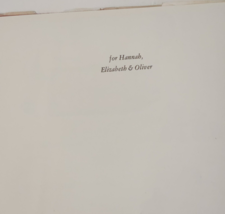 for Hannah,
Elizabeth & Oliver